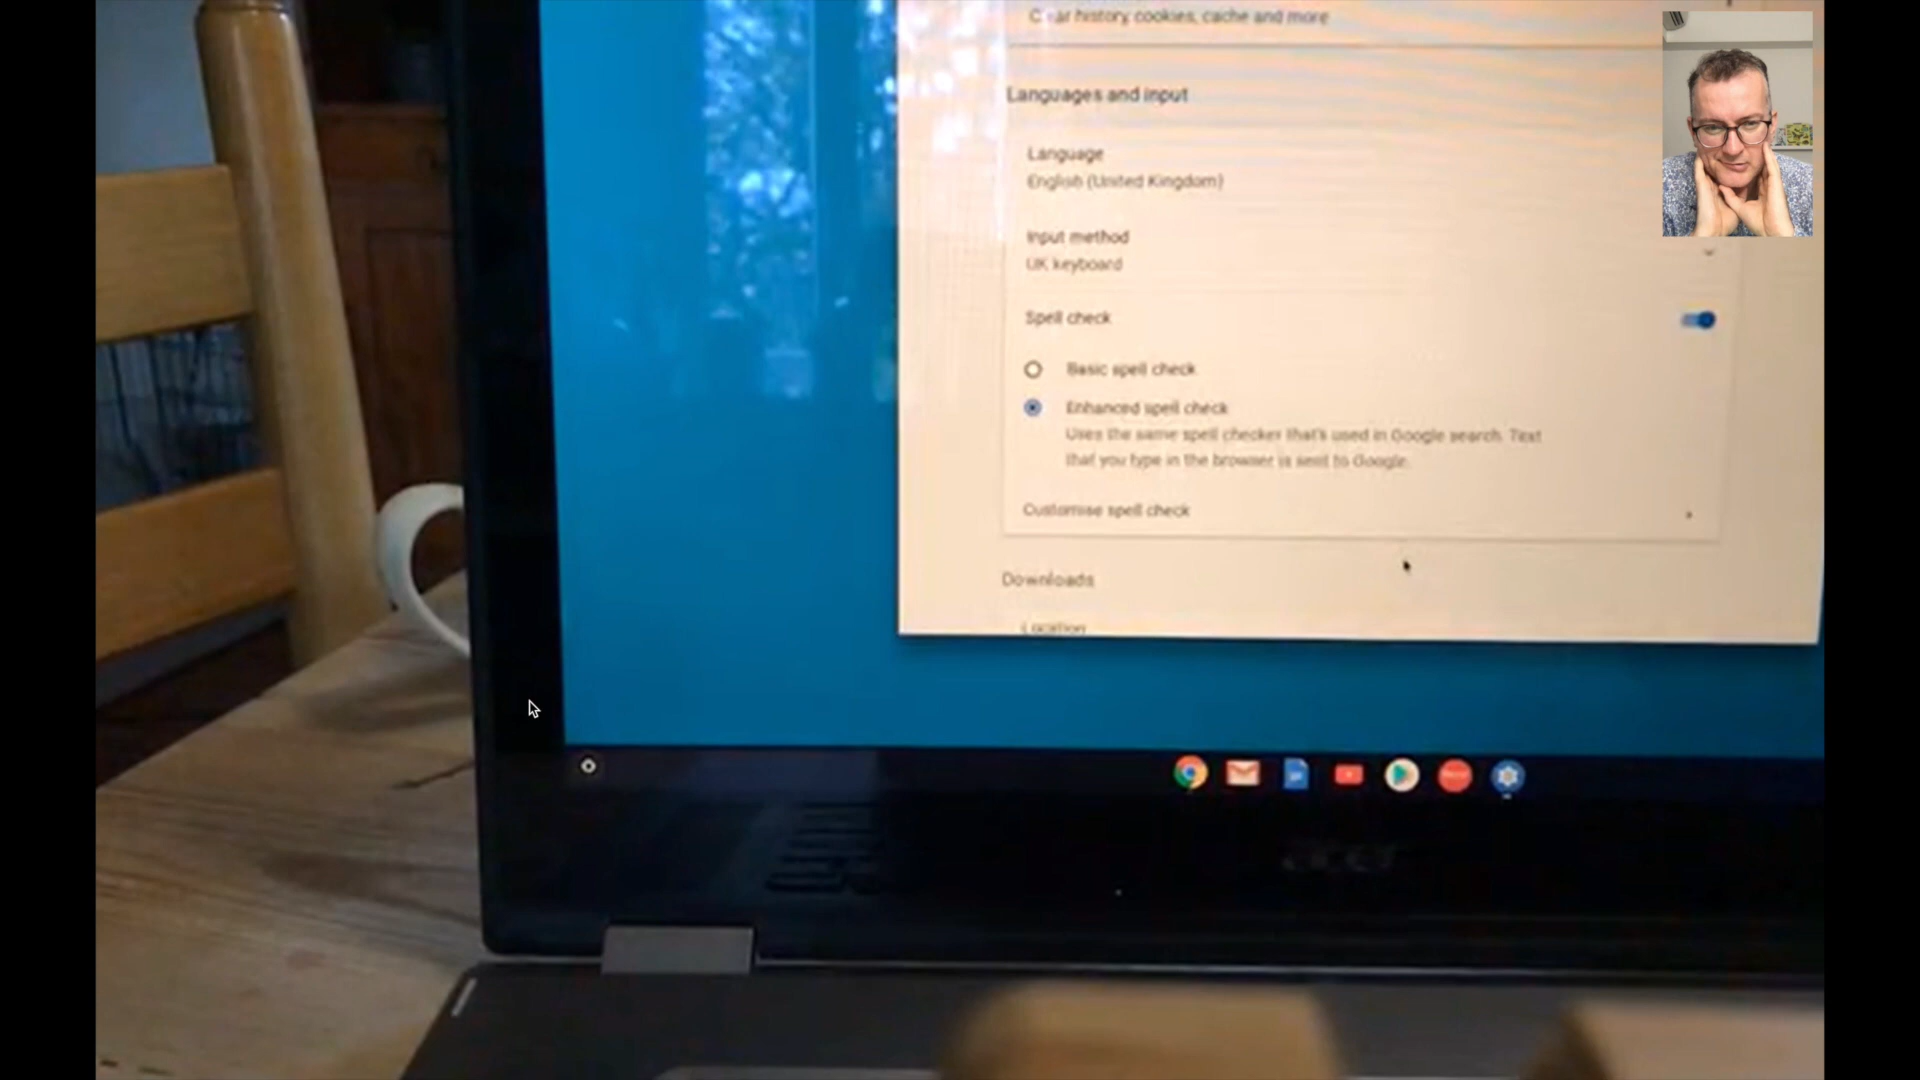 Clear history, cookies, cache and more
Languages and input
Language
English (United Kingdom)
Input method
UK keyboard
Spell check
Basic spell check
Enhanced spell check
Uses the same spell checker that's used in Google search. Text
that you type in the browser is sent to Google.
Customise spell check
Downloads
Location
acer